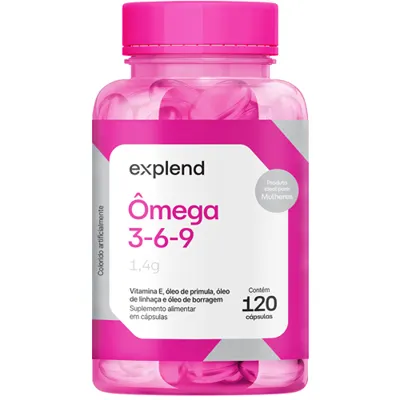 explend
Ômega
3-6-9
1,4g
Produto
ideal para
Mulheres
Colorido artificialmente
Vitamina E, óleo de prímula, óleo
de linhaça e óleo de borragem
Suplemento alimentar
em cápsulas
Contém
120
cápsulas